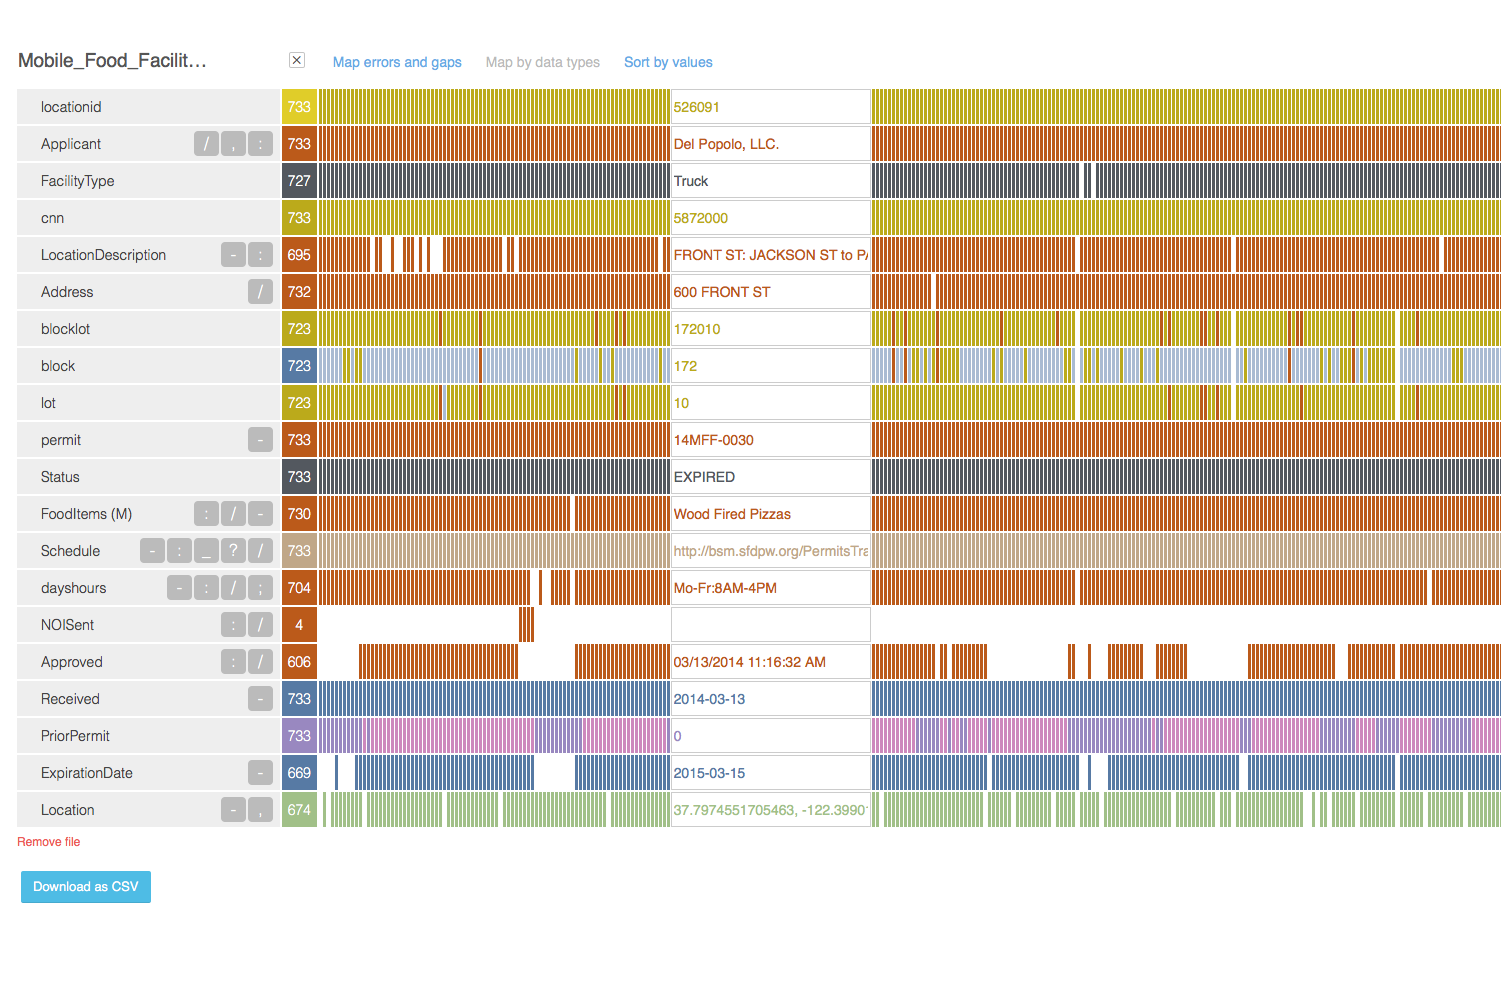 Mobile_Food_Facilit... ☒ Map errors and gaps Map by data types Sort by values
locationid 733 526091
Applicant / , : 733 Del Popolo, LLC.
FacilityType 727 Truck
cnn 733 5872000
LocationDescription - : 695 FRONT ST: JACKSON ST to PA
Address / 732 600 FRONT ST
blocklot 723 172010
block 723 172
lot 723 10
permit - 733 14MFF-0030
Status 733 EXPIRED
FoodItems (M) : / - 730 Wood Fired Pizzas
Schedule - : _ ? / 733 http://bsm.sfdpw.org/PermitsTra
dayshours - : / ; 704 Mo-Fr:8AM-4PM
NOISent : / 4
Approved : / 606 03/13/2014 11:16:32 AM
Received - 733 2014-03-13
PriorPermit 733 0
ExpirationDate - 669 2015-03-15
Location - , 674 37.7974551705463, -122.3990
Remove file
Download as CSV